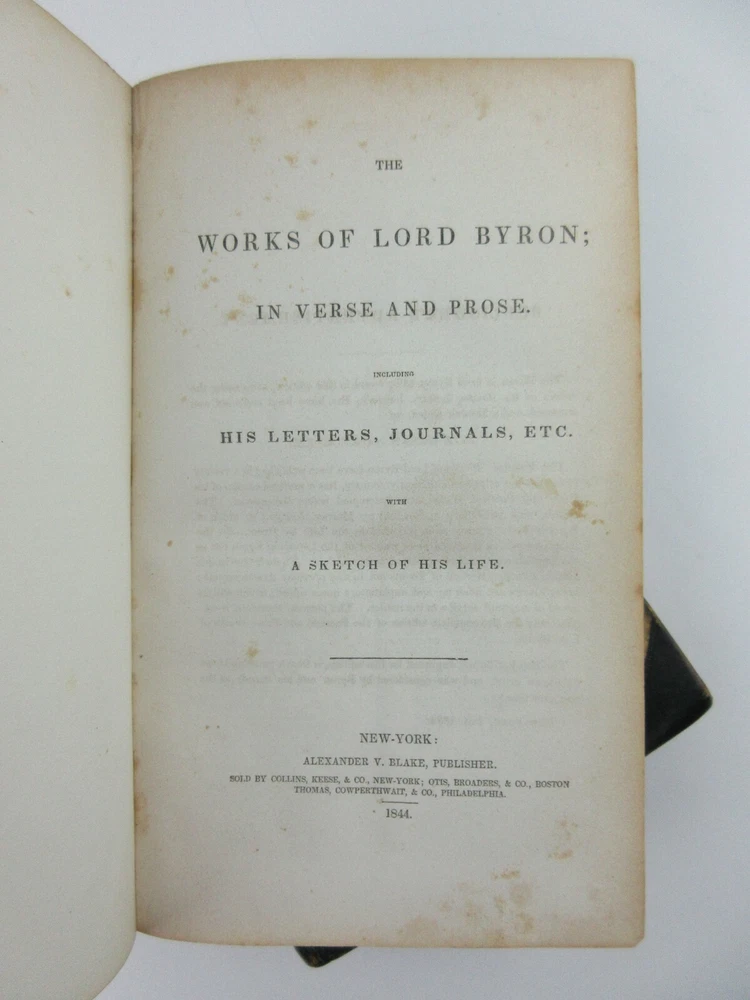 THE
WORKS OF LORD BYRON;
IN VERSE AND PROSE.
INCLUDING
HIS LETTERS, JOURNALS, ETC.
WITH
A SKETCH OF HIS LIFE.
NEW-YORK:
ALEXANDER V. BLAKE, PUBLISHER.
SOLD BY COLLINS, KEESE, & CO., NEW-YORK; OTIS, BROADERS, & CO., BOSTON
THOMAS, COWPERTHWAIT, & CO., PHILADELPHIA.
1844.